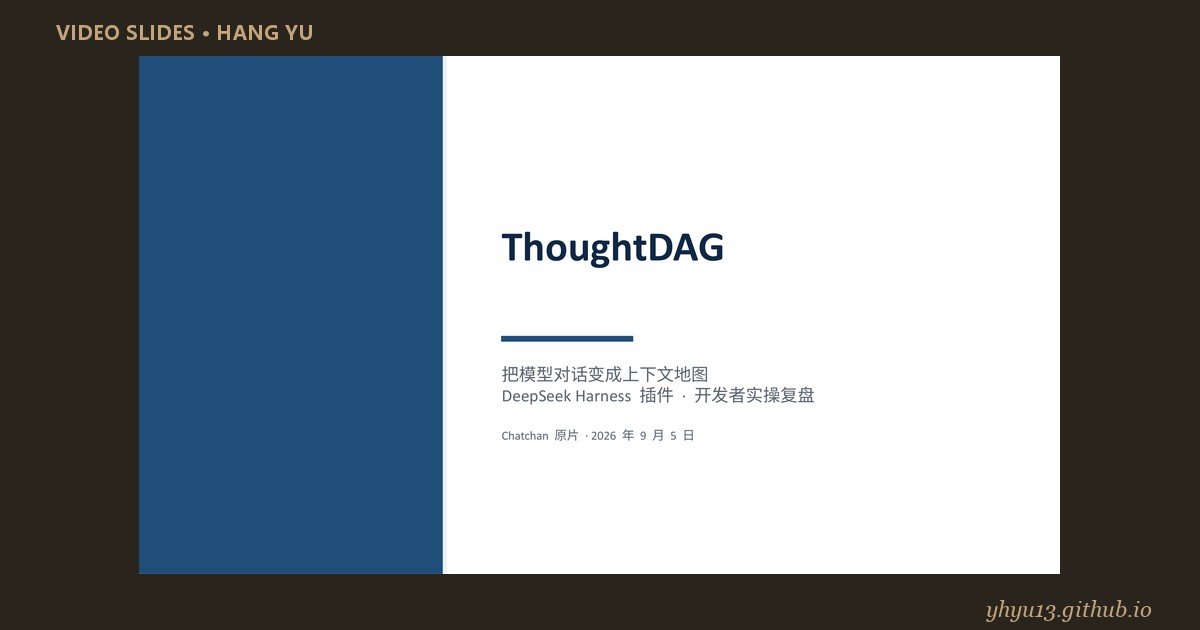 VIDEO SLIDES • HANG YU
ThoughtDAG
把模型对话变成上下文地图
DeepSeek Harness 插件 · 开发者实操复盘
Chatchan 原片 · 2026 年 9 月 5 日
yhyu13.github.io